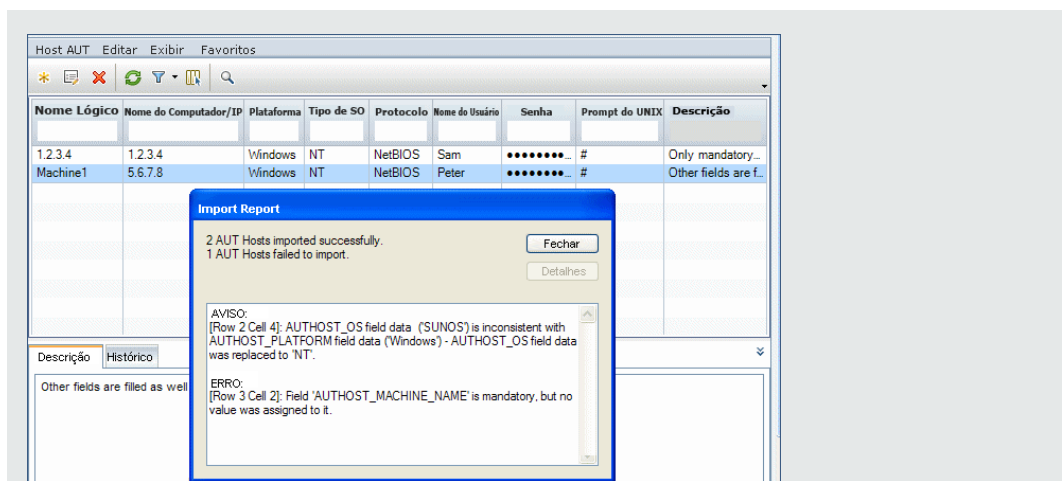 Host AUT Editar Exibir Favoritos
Nome Lógico Nome do Computador/IP Plataforma Tipo de SO Protocolo Nome do Usuário Senha Prompt do UNIX Descrição
1.2.3.4 1.2.3.4 Windows NT NetBIOS Sam ●●●●●●●●... # Only mandatory...
Machine1 5.6.7.8 Windows NT NetBIOS Peter ●●●●●●●●... # Other fields are f...
Import Report
2 AUT Hosts imported successfully.
1 AUT Hosts failed to import.
Fechar
Detalhes
AVISO:
[Row 2 Cell 4]: AUTHOST_OS field data ('SUNOS') is inconsistent with
AUTHOST_PLATFORM field data ('Windows') - AUTHOST_OS field data
was replaced to 'NT'.
ERRO:
[Row 3 Cell 2]: Field 'AUTHOST_MACHINE_NAME' is mandatory, but no
value was assigned to it.
Descrição Histórico
Other fields are filled as well